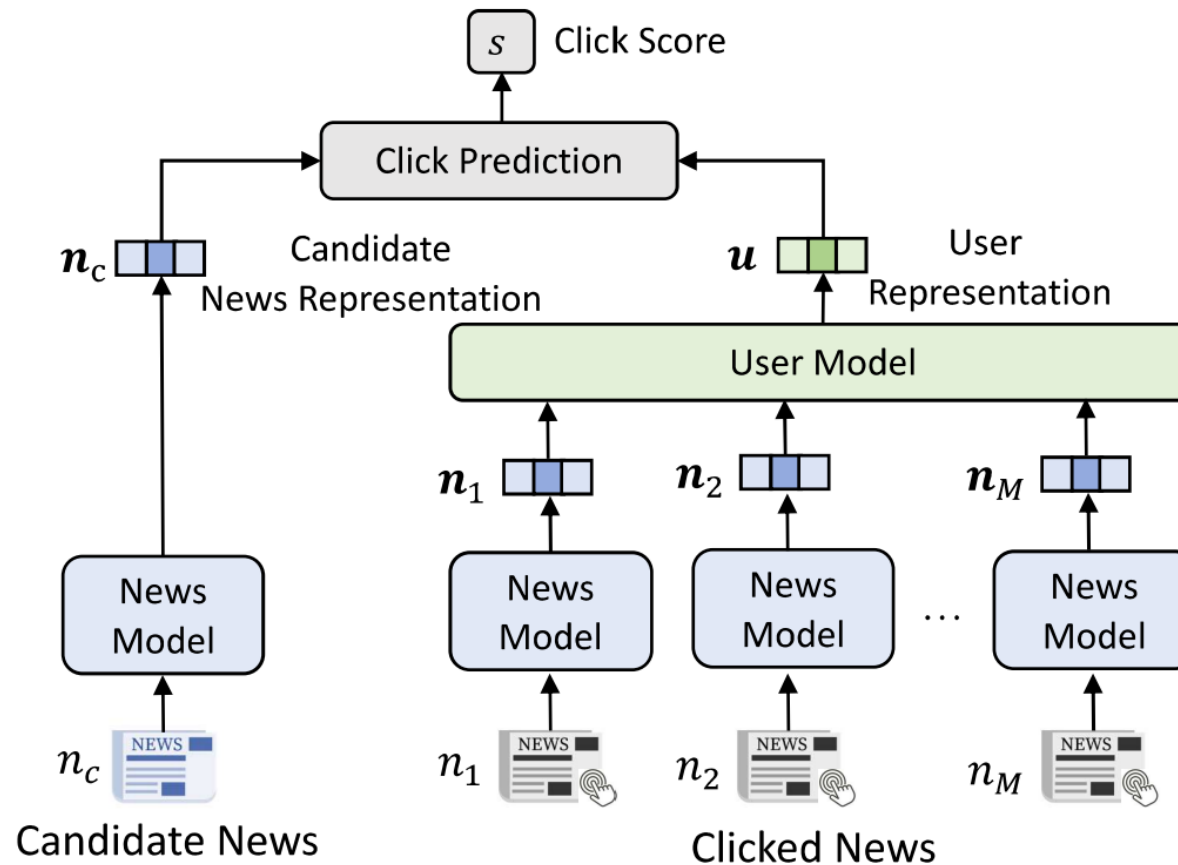 s Click Score
Click Prediction
n_c Candidate
News Representation
u User
Representation
User Model
n_1 n_2 n_M
News
Model
News
Model
News
Model
...
News
Model
n_c NEWS
n_1 NEWS
n_2 NEWS
n_M NEWS
Candidate News
Clicked News